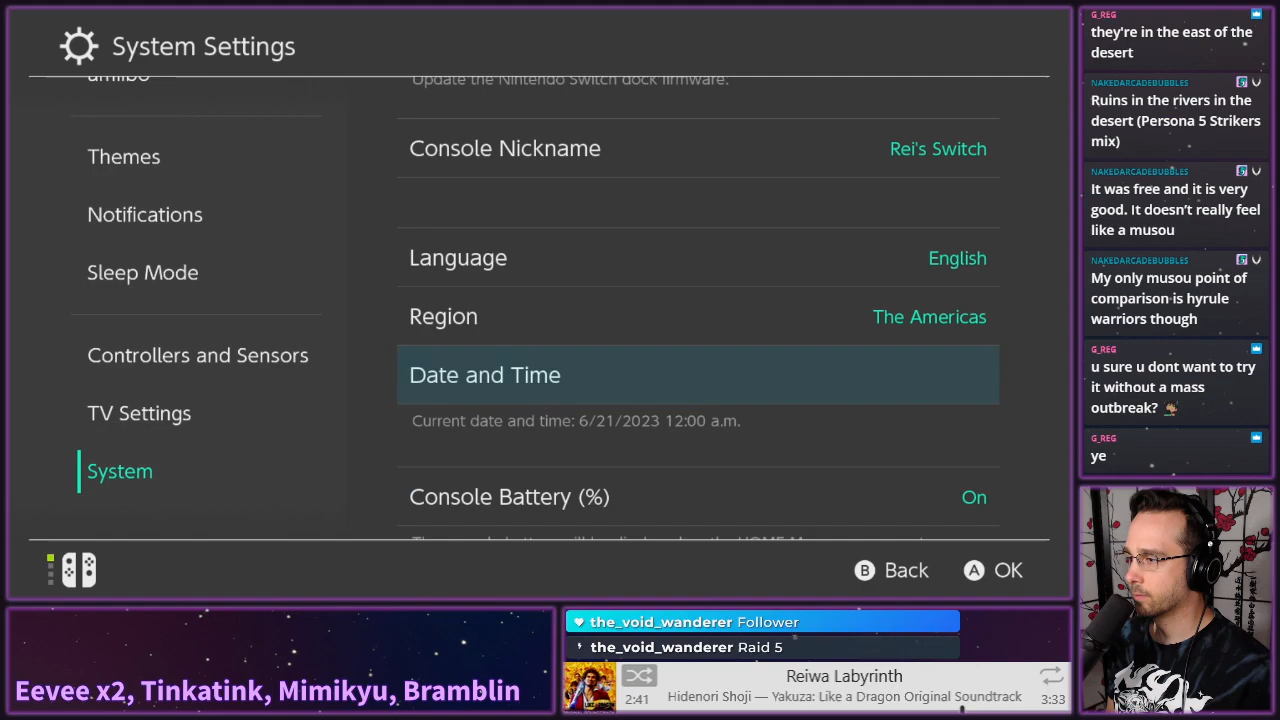 System Settings
amiibo
Update the Nintendo Switch dock firmware.
Themes
Notifications
Sleep Mode
Controllers and Sensors
TV Settings
System
Console Nickname Rei's Switch
Language English
Region The Americas
Date and Time
Current date and time: 6/21/2023 12:00 a.m.
Console Battery (%) On
B Back A OK
G_REG
they're in the east of the
desert
NAKEDARCADEBUBBLES
Ruins in the rivers in the
desert (Persona 5 Strikers
mix)
NAKEDARCADEBUBBLES
It was free and it is very
good. It doesn't really feel
like a musou
NAKEDARCADEBUBBLES
My only musou point of
comparison is hyrule
warriors though
G_REG
u sure u dont want to try
it without a mass
outbreak?
G_REG
ye
Eevee x2, Tinkatink, Mimikyu, Bramblin
the_void_wanderer Follower
the_void_wanderer Raid 5
Reiwa Labyrinth
2:41 Hidenori Shoji — Yakuza: Like a Dragon Original Soundtrack 3:33